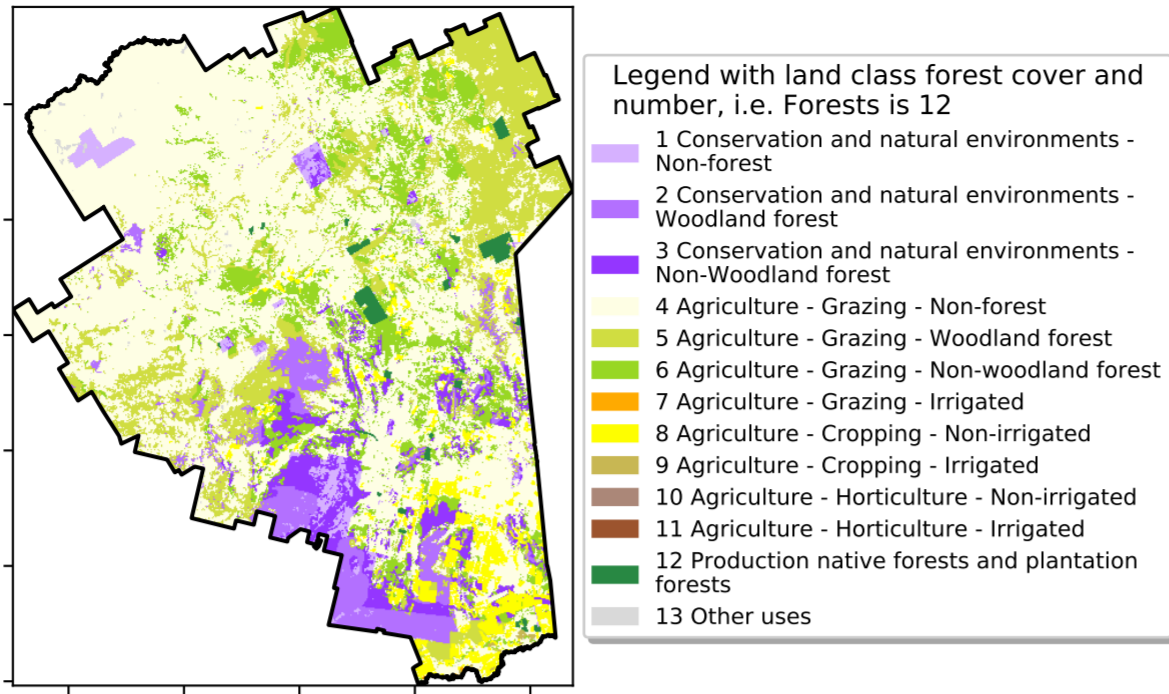 Legend with land class forest cover and
number, i.e. Forests is 12
1 Conservation and natural environments -
Non-forest
2 Conservation and natural environments -
Woodland forest
3 Conservation and natural environments -
Non-Woodland forest
4 Agriculture - Grazing - Non-forest
5 Agriculture - Grazing - Woodland forest
6 Agriculture - Grazing - Non-woodland forest
7 Agriculture - Grazing - Irrigated
8 Agriculture - Cropping - Non-irrigated
9 Agriculture - Cropping - Irrigated
10 Agriculture - Horticulture - Non-irrigated
11 Agriculture - Horticulture - Irrigated
12 Production native forests and plantation
forests
13 Other uses